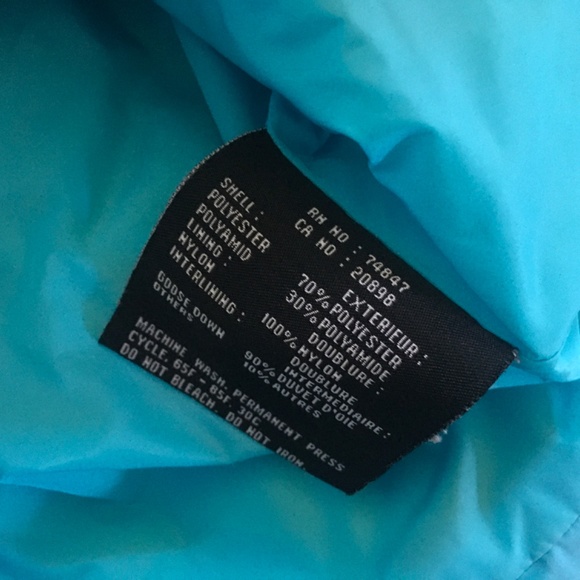 RN NO : 74847
CA NO : 20898
SHELL : EXTERIEUR :
POLYESTER 70% POLYESTER
POLYAMID 30% POLYAMIDE
LINING : DOUBLURE :
NYLON 100% NYLON
INTERLINING : DOUBLURE INTERMEDIAIRE :
GOOSE DOWN 90% DUVET D'OIE
OTHERS 10% AUTRES
MACHINE WASH, PERMANENT PRESS
CYCLE 65F - 85F - 30C
DO NOT BLEACH. DO NOT IRON.